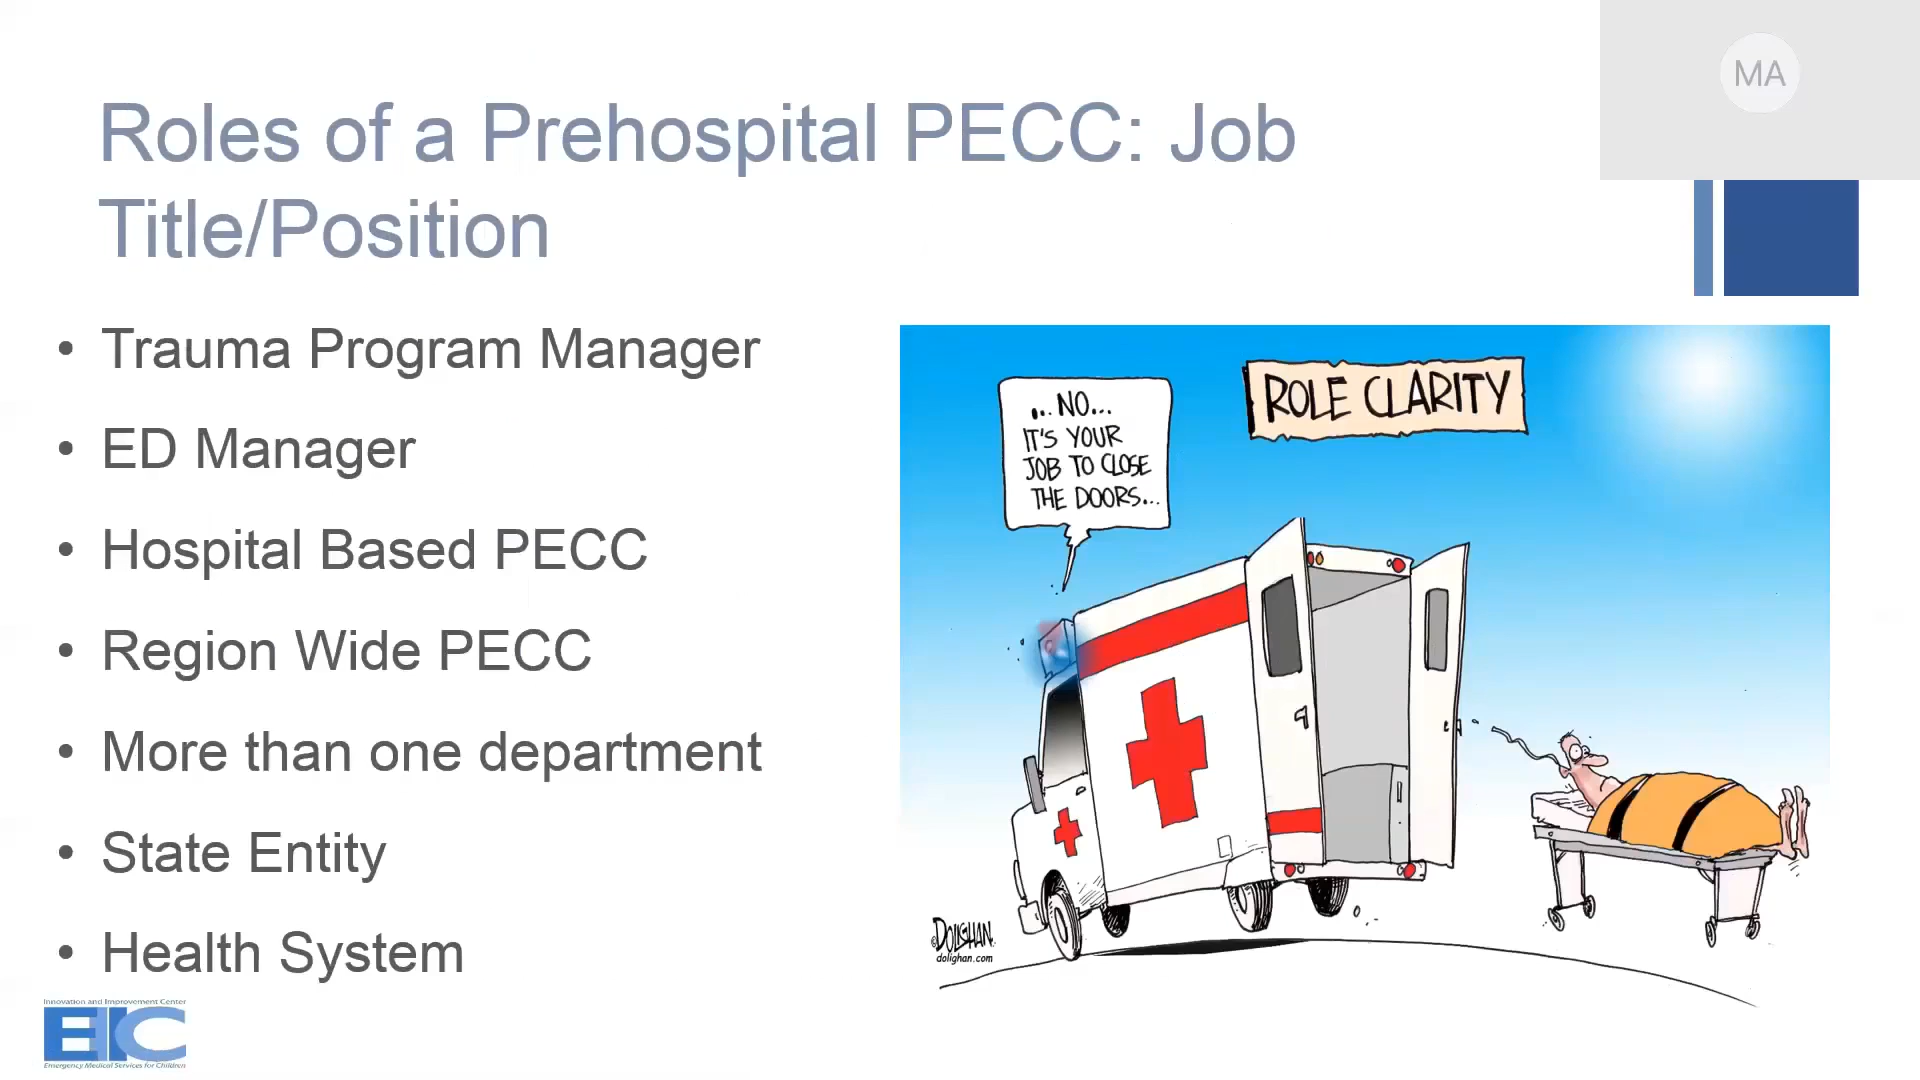 MA
Roles of a Prehospital PECC: Job
Title/Position
• Trauma Program Manager
• ED Manager
• Hospital Based PECC
• Region Wide PECC
• More than one department
• State Entity
• Health System
ROLE CLARITY
... NO...
IT'S YOUR
JOB TO CLOSE
THE DOORS...
©DOLIGHAN.
dolighan.com
Innovation and Improvement Center
EIIC
Emergency Medical Services for Children